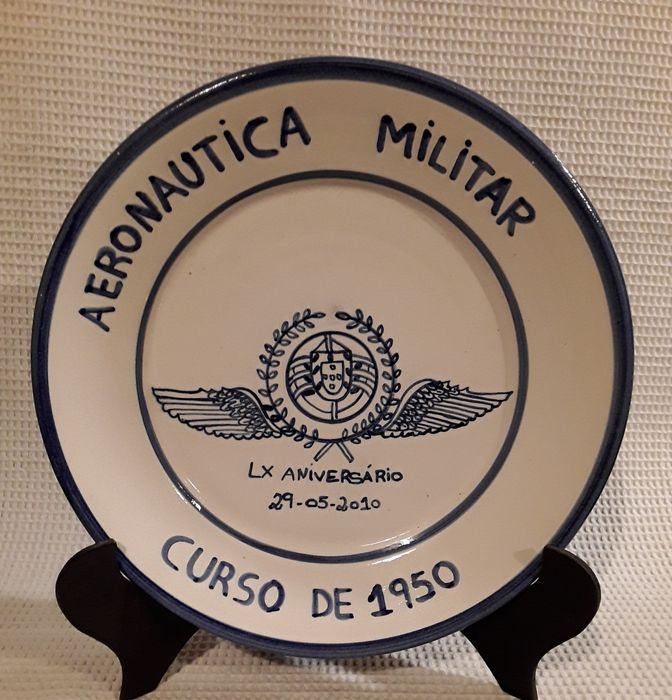 AERONAUTiCA MiLiTAR
LX ANiVERSÁRiO
29-05-2010
CURSO DE 1950